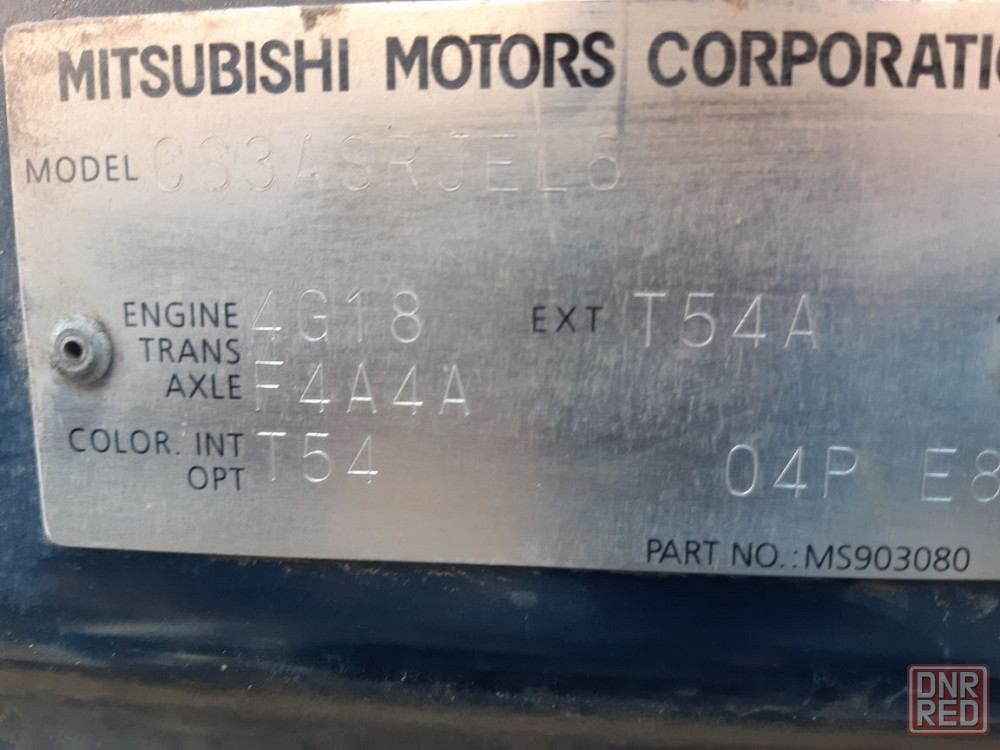 MITSUBISHI MOTORS CORPORATI
MODEL CS3ASRJEL6
ENGINE 4G18 EXT T54A
TRANS
AXLE F4A4A
COLOR. INT T54
OPT 04P E8
PART NO.: MS903080
DNR
RED